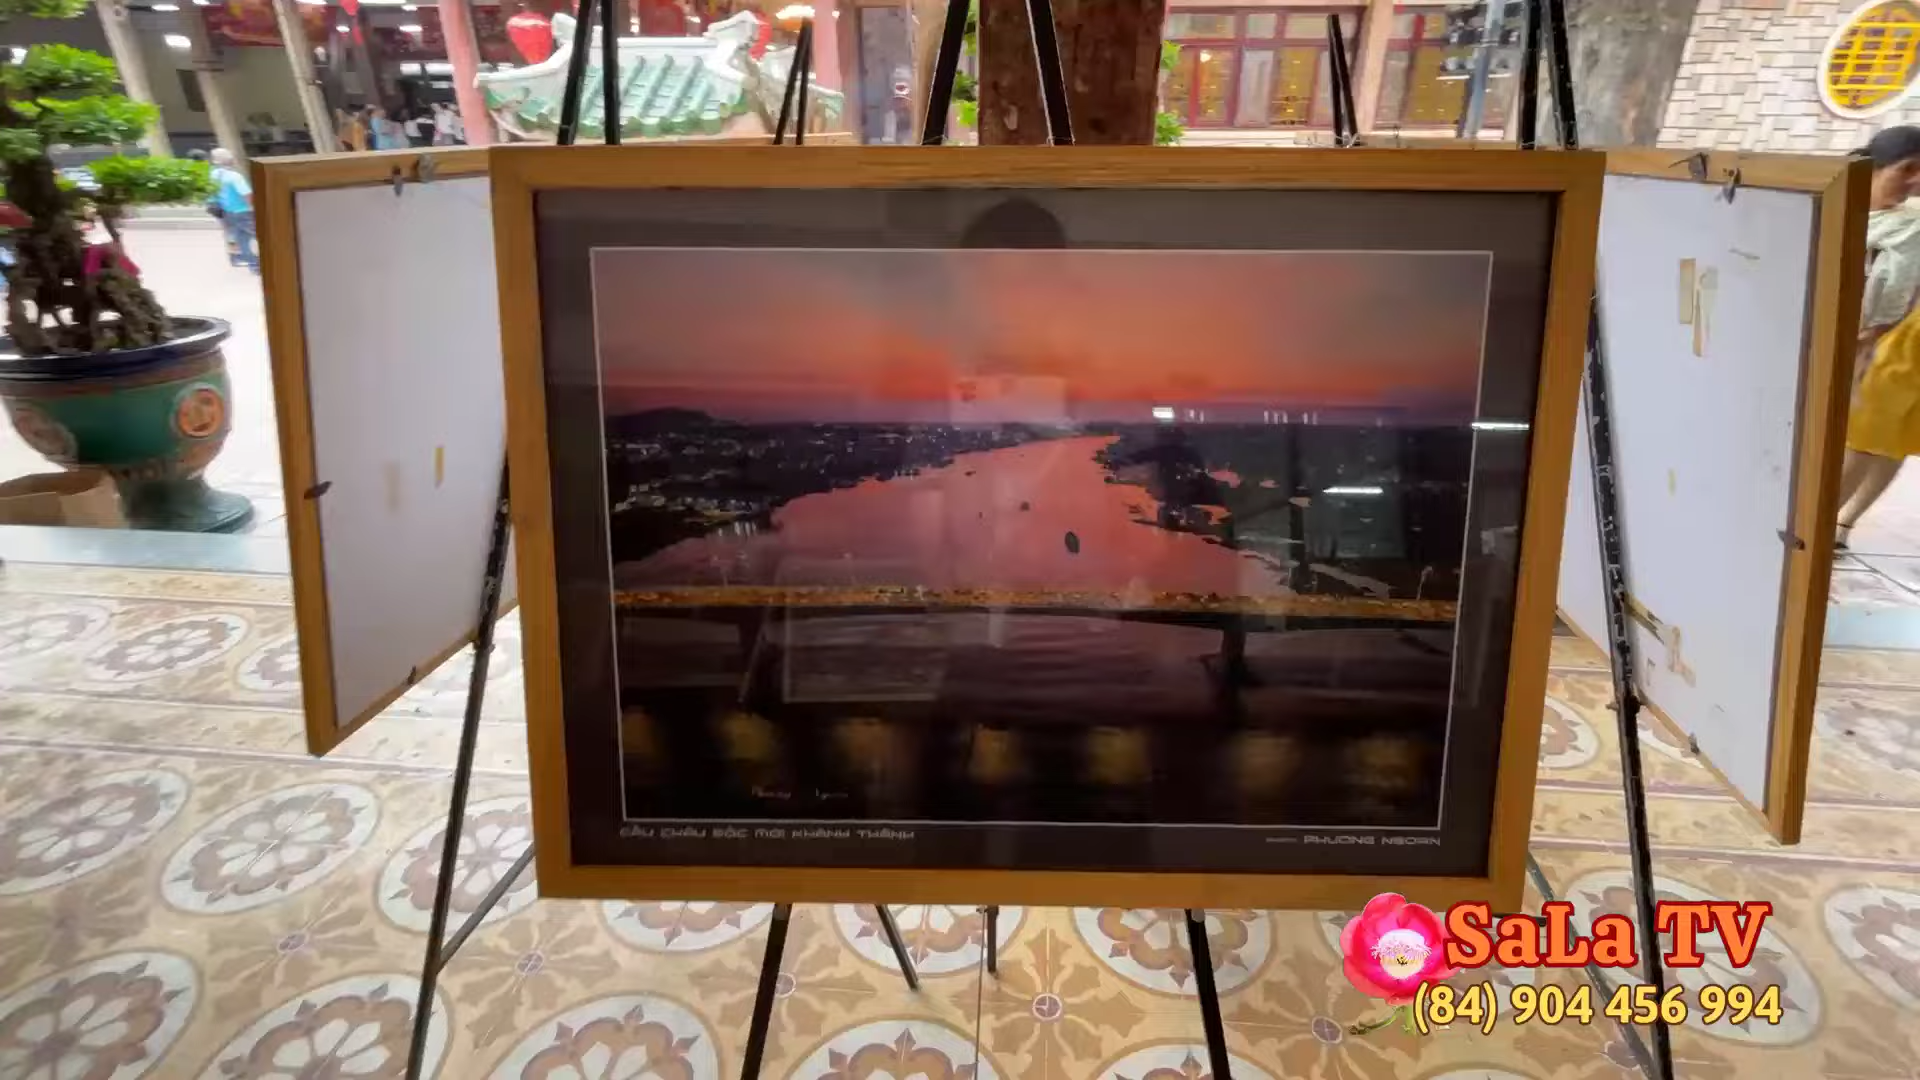 CẦU CHÂU ĐỐC MỚI KHÁNH THÀNH
PHƯƠNG NGOAN
SaLa TV
(84) 904 456 994